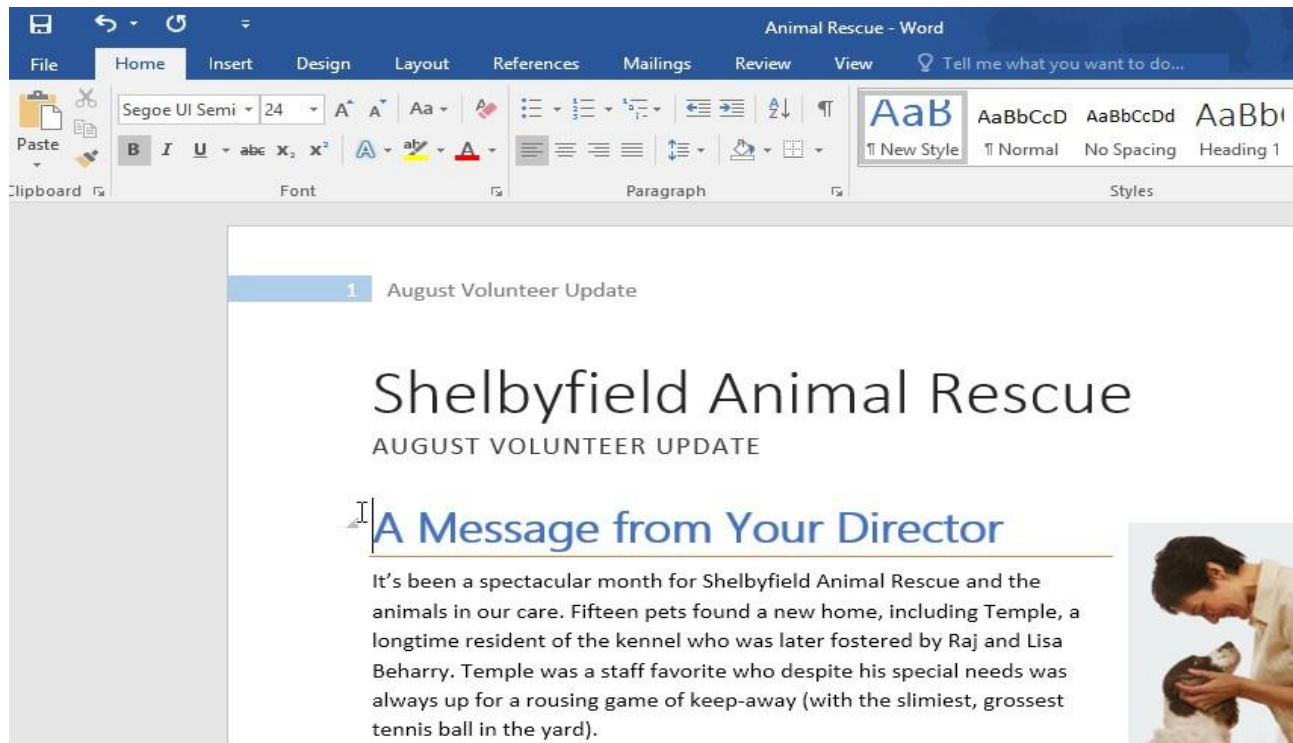 Animal Rescue - Word
File Home Insert Design Layout References Mailings Review View Tell me what you want to do...
Segoe UI Semi 24 A A Aa
AaB AaBbCcD AaBbCcDd AaBb
Paste B I U abc x₂ x² A aby A
¶ New Style ¶ Normal No Spacing Heading 1
Clipboard Font Paragraph Styles
1 August Volunteer Update
Shelbyfield Animal Rescue
AUGUST VOLUNTEER UPDATE
A Message from Your Director
It’s been a spectacular month for Shelbyfield Animal Rescue and the
animals in our care. Fifteen pets found a new home, including Temple, a
longtime resident of the kennel who was later fostered by Raj and Lisa
Beharry. Temple was a staff favorite who despite his special needs was
always up for a rousing game of keep-away (with the slimiest, grossest
tennis ball in the yard).